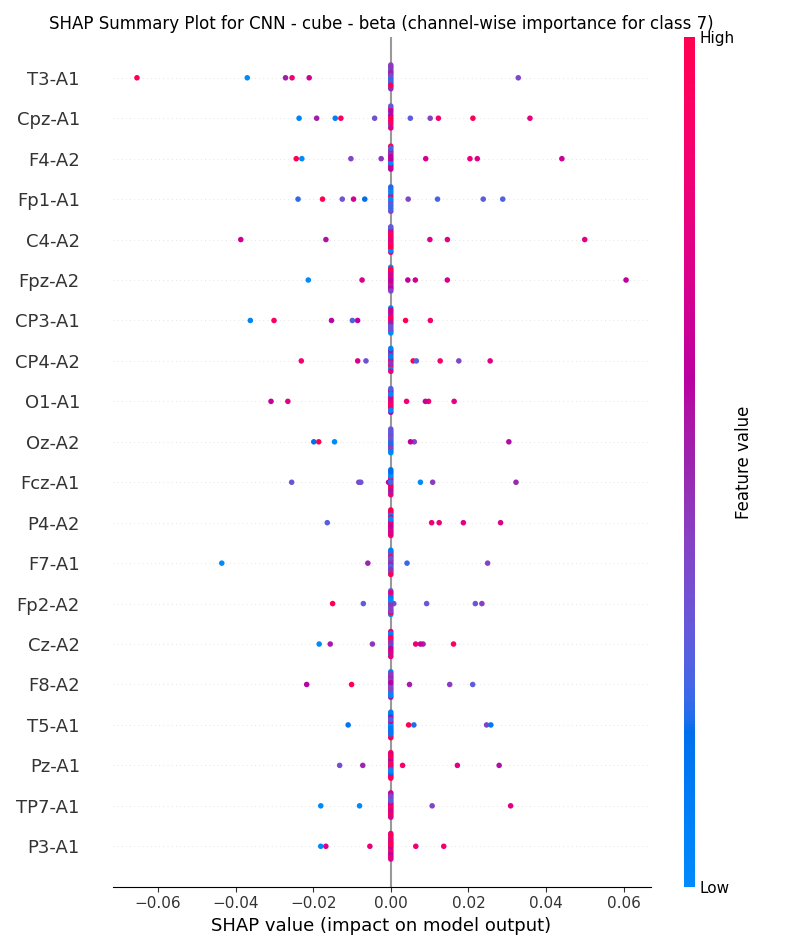 SHAP Summary Plot for CNN - cube - beta (channel-wise importance for class 7)
High
T3-A1
Cpz-A1
F4-A2
Fp1-A1
C4-A2
Fpz-A2
CP3-A1
CP4-A2
O1-A1
Oz-A2
Fcz-A1
P4-A2
F7-A1
Fp2-A2
Cz-A2
F8-A2
T5-A1
Pz-A1
TP7-A1
P3-A1
Feature value
Low
−0.06 −0.04 −0.02 0.00 0.02 0.04 0.06
SHAP value (impact on model output)